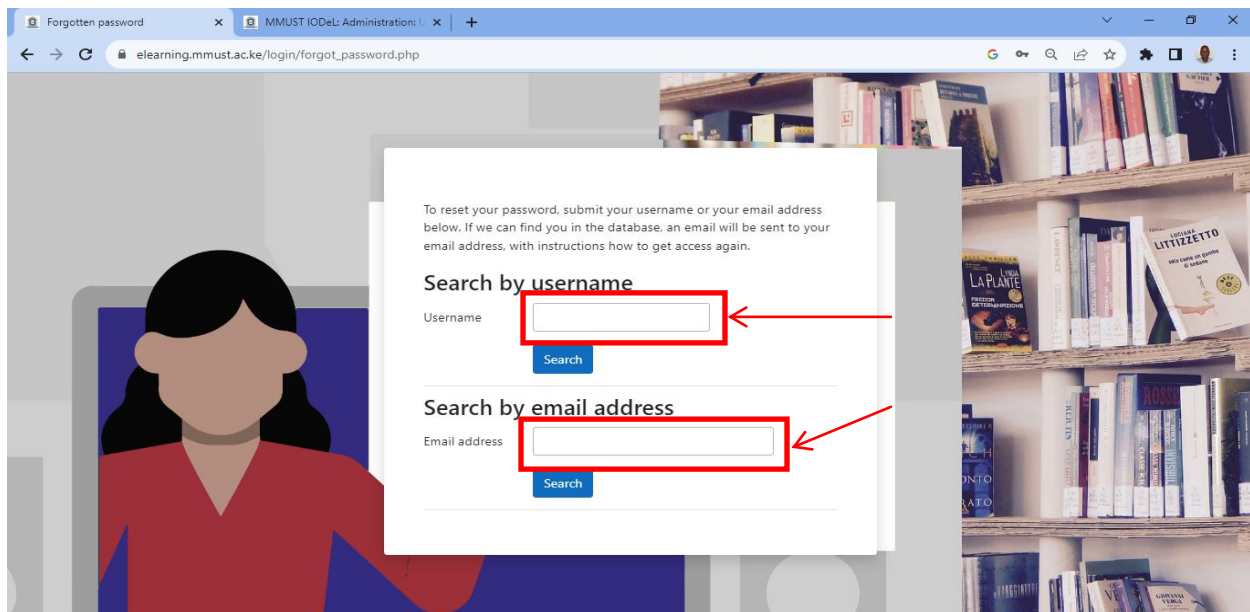 Forgotten password
MMUST IODeL: Administration: U
elearning.mmust.ac.ke/login/forgot_password.php
To reset your password, submit your username or your email address
below. If we can find you in the database, an email will be sent to your
email address, with instructions how to get access again.
Search by username
Username
Search
Search by email address
Email address
Search
LUCIANA
LITTIZZETTO
LYNDA
LA PLANTE
ROSSE